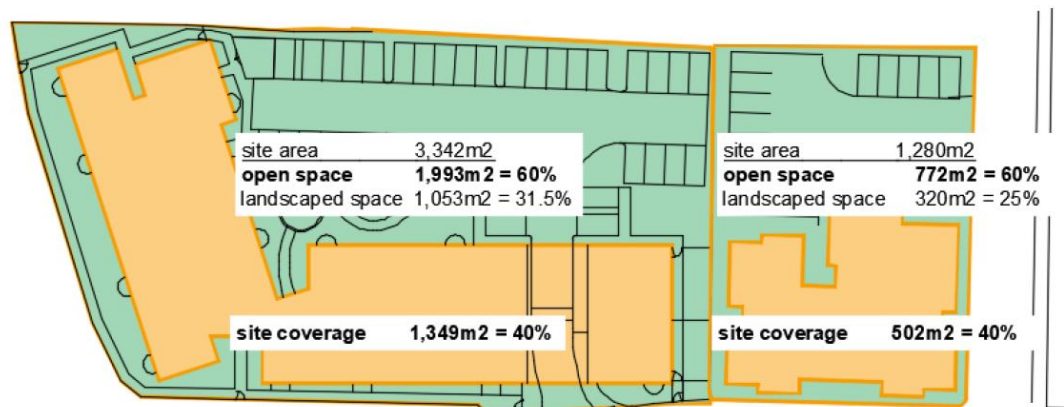 site area 3,342m2
open space 1,993m2 = 60%
landscaped space 1,053m2 = 31.5%
site coverage 1,349m2 = 40%
site area 1,280m2
open space 772m2 = 60%
landscaped space 320m2 = 25%
site coverage 502m2 = 40%